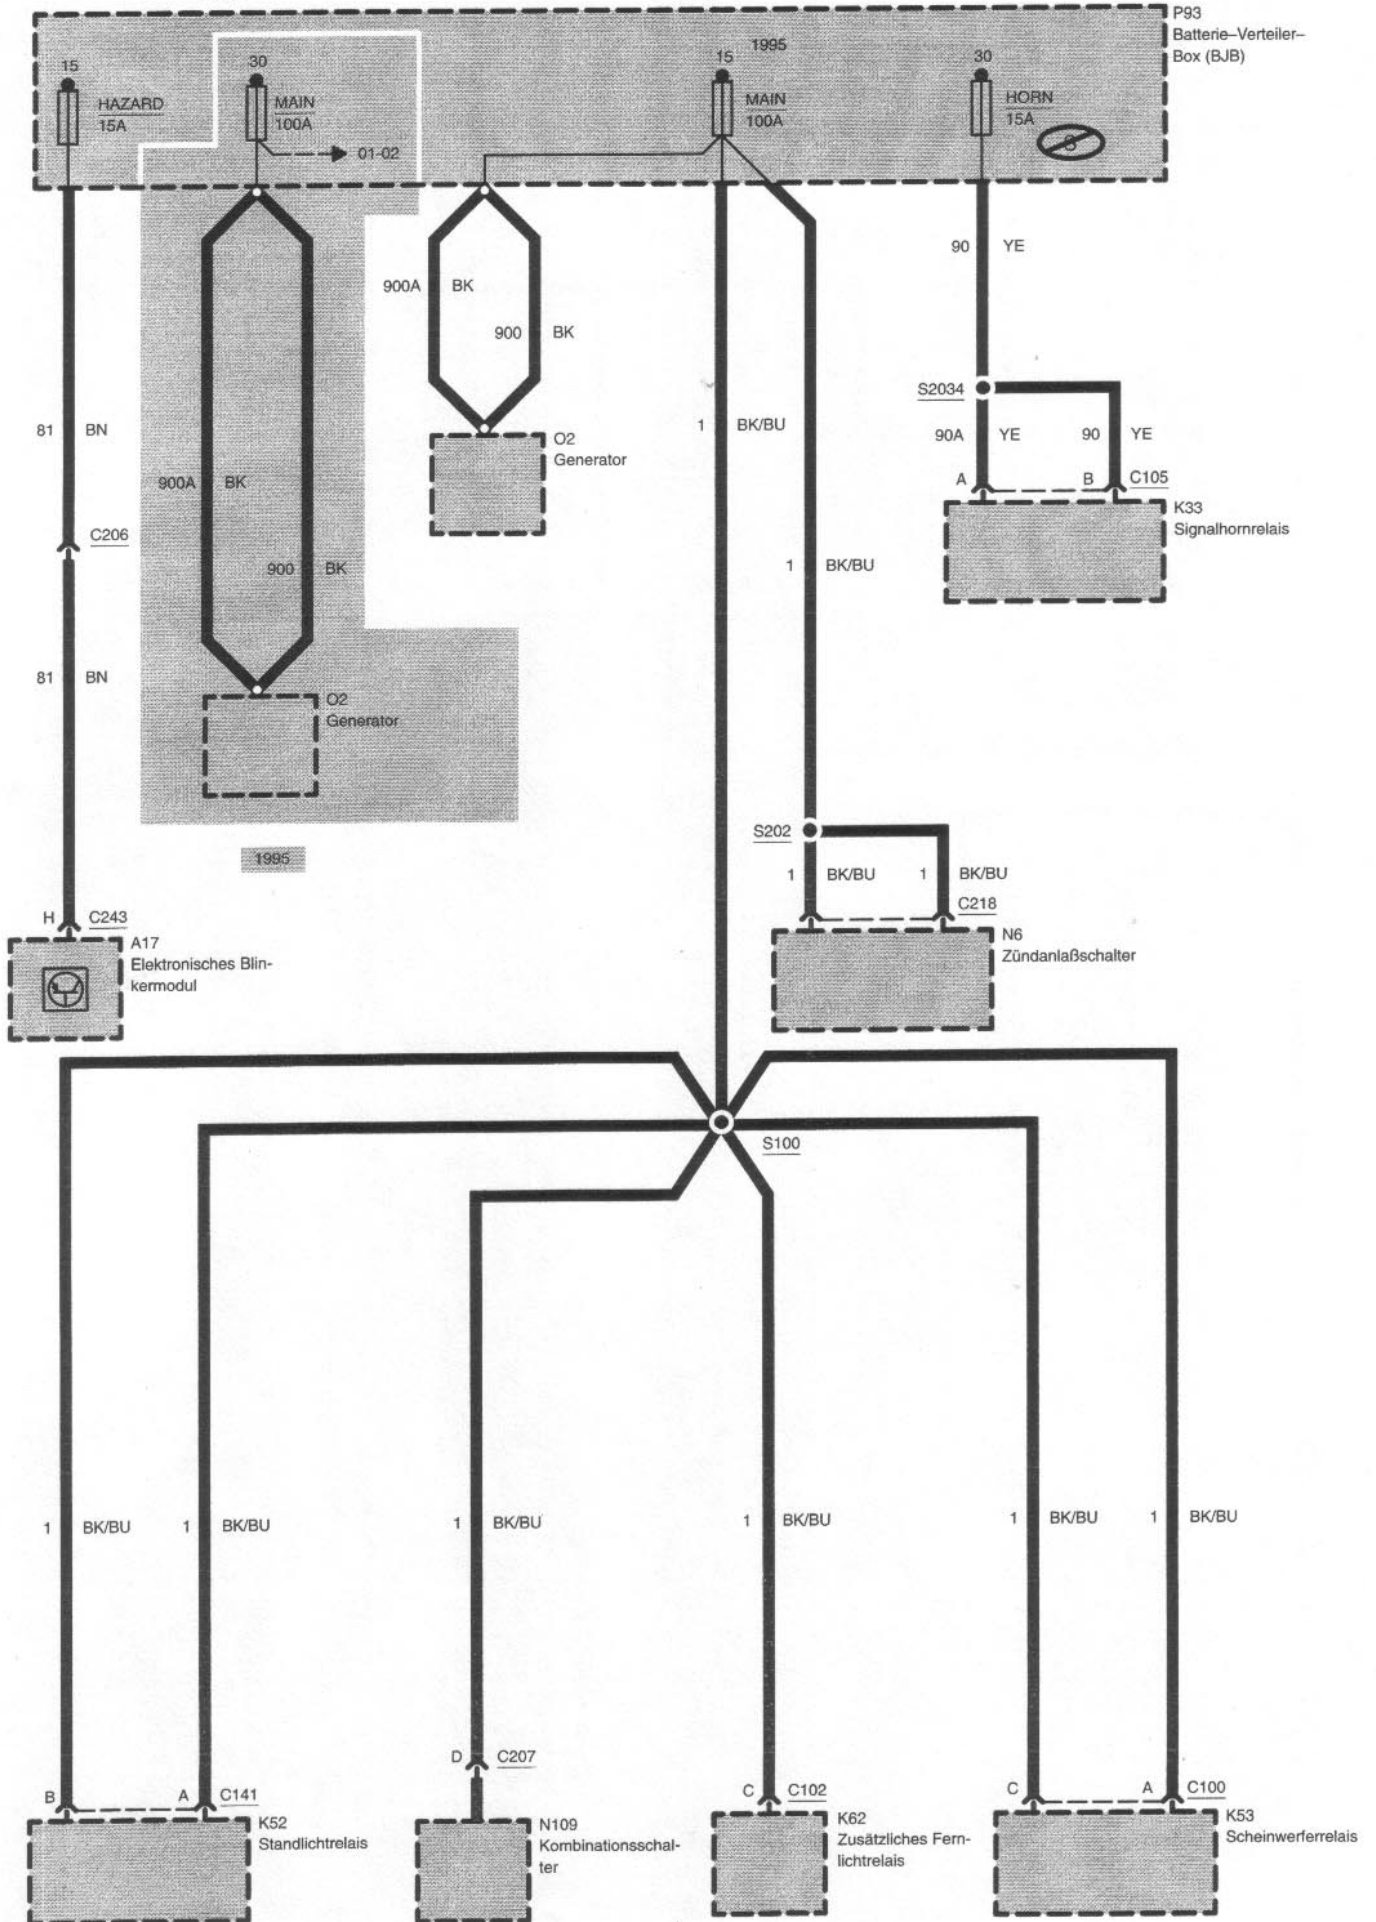 P93
Batterie–Verteiler–
Box (BJB)
15
HAZARD
15A
30
MAIN
100A
01-02
1995
15
MAIN
100A
30
HORN
15A
S
90 YE
900A BK
900 BK
S2034
90A YE
90 YE
A
B
C105
K33
Signalhornrelais
81 BN
1 BK/BU
O2
Generator
900A BK
C206
900 BK
1 BK/BU
81 BN
O2
Generator
1995
S202
1 BK/BU
1 BK/BU
C218
N6
Zündanlaßschalter
H
C243
A17
Elektronisches Blin-
kermodul
S100
1 BK/BU
1 BK/BU
1 BK/BU
1 BK/BU
1 BK/BU
1 BK/BU
D
C207
B
A
C141
C
C102
C
A
C100
K52
Standlichtrelais
N109
Kombinationsschal-
ter
K62
Zusätzliches Fern-
lichtrelais
K53
Scheinwerferrelais